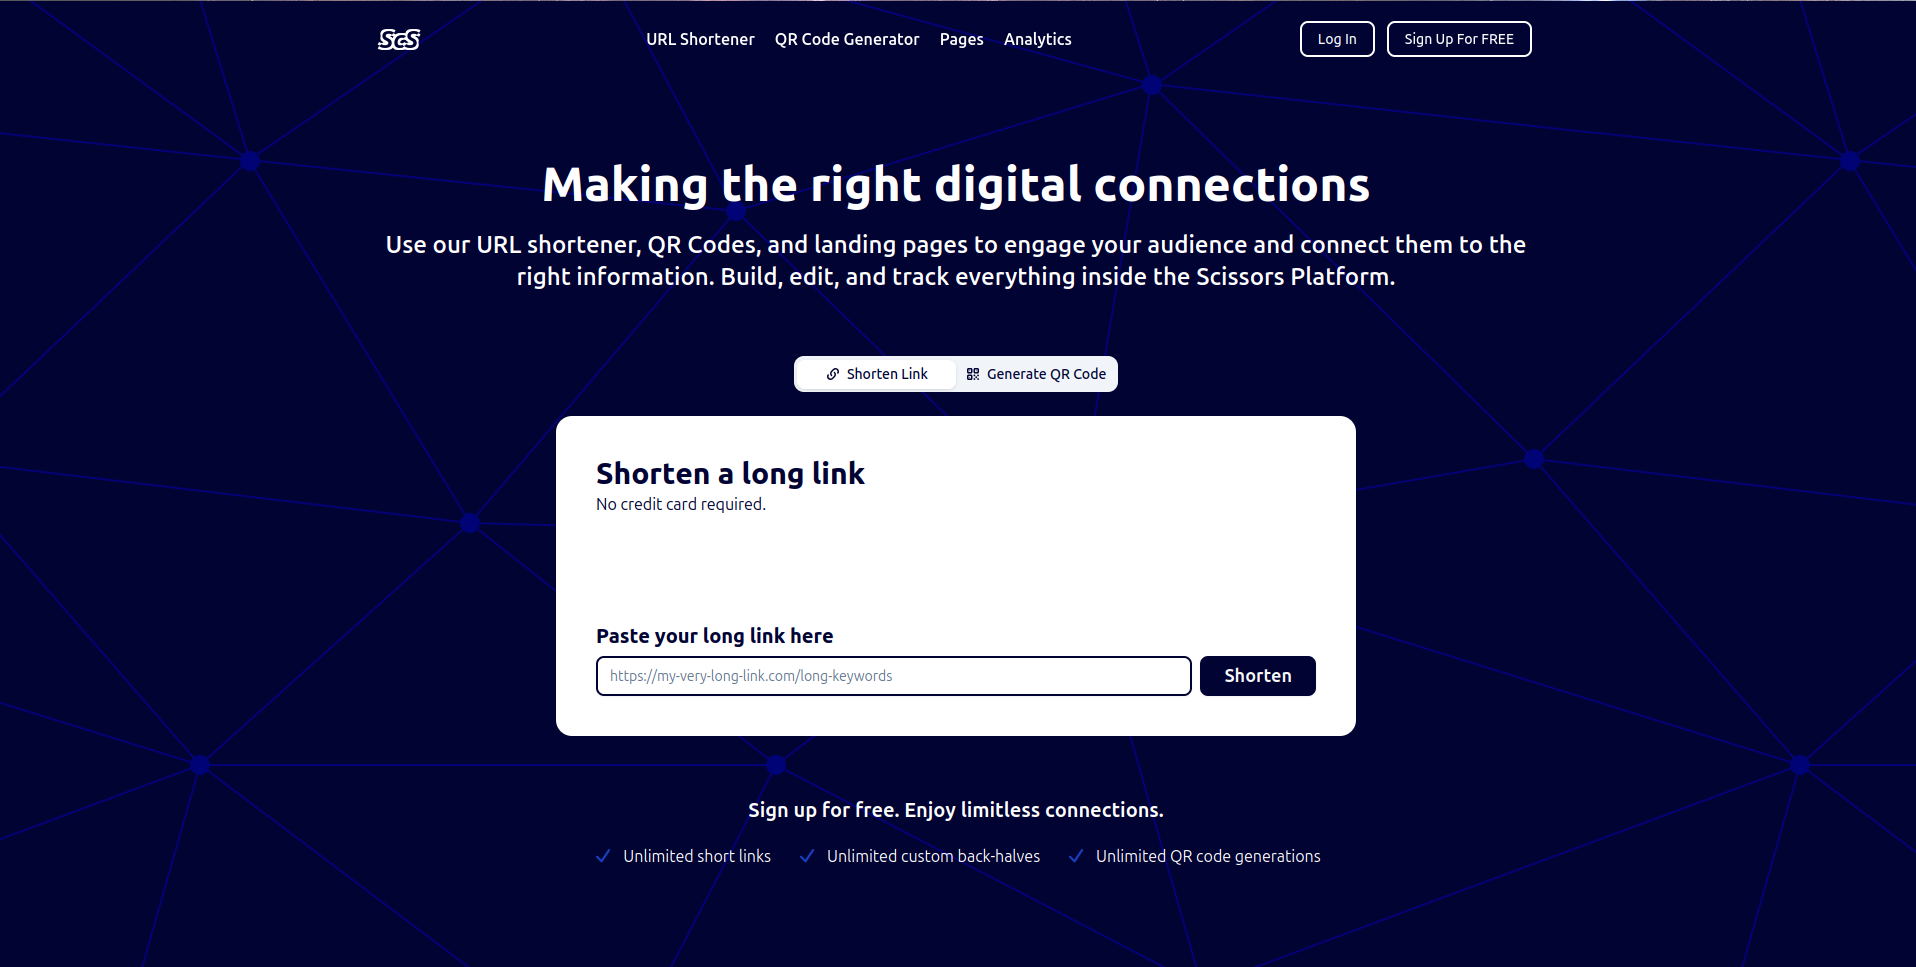 ScS
URL Shortener
QR Code Generator
Pages
Analytics
Log In
Sign Up For FREE
Making the right digital connections
Use our URL shortener, QR Codes, and landing pages to engage your audience and connect them to the
right information. Build, edit, and track everything inside the Scissors Platform.
Shorten Link
Generate QR Code
Shorten a long link
No credit card required.
Paste your long link here
https://my-very-long-link.com/long-keywords
Shorten
Sign up for free. Enjoy limitless connections.
Unlimited short links
Unlimited custom back-halves
Unlimited QR code generations